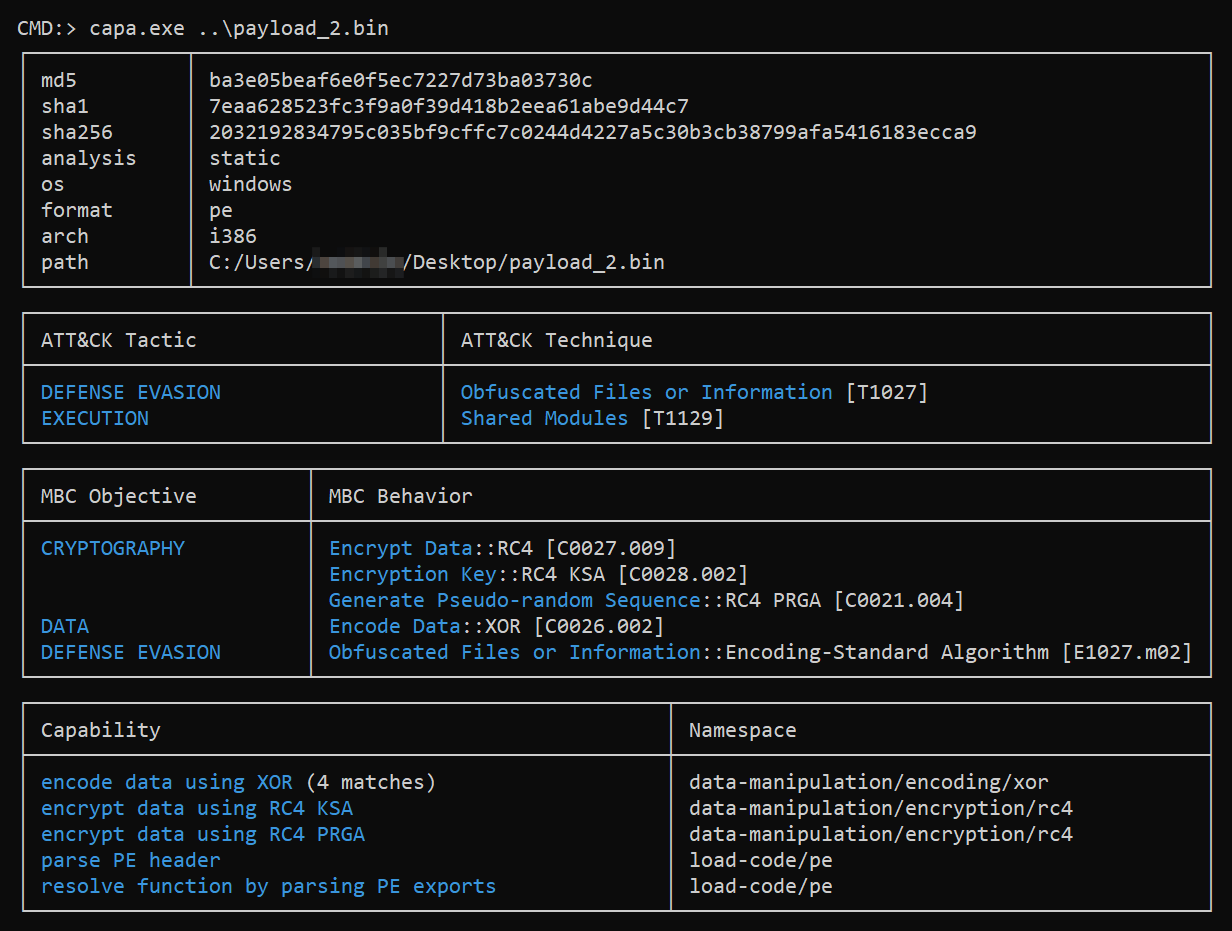 CMD:> capa.exe ..\payload_2.bin
md5 ba3e05beaf6e0f5ec7227d73ba03730c
sha1 7eaa628523fc3f9a0f39d418b2eea61abe9d44c7
sha256 2032192834795c035bf9cffc7c0244d4227a5c30b3cb38799afa5416183ecca9
analysis static
os windows
format pe
arch i386
path C:/Users/ /Desktop/payload_2.bin
ATT&CK Tactic ATT&CK Technique
DEFENSE EVASION Obfuscated Files or Information [T1027]
EXECUTION Shared Modules [T1129]
MBC Objective MBC Behavior
CRYPTOGRAPHY Encrypt Data::RC4 [C0027.009]
Encryption Key::RC4 KSA [C0028.002]
Generate Pseudo-random Sequence::RC4 PRGA [C0021.004]
DATA Encode Data::XOR [C0026.002]
DEFENSE EVASION Obfuscated Files or Information::Encoding-Standard Algorithm [E1027.m02]
Capability Namespace
encode data using XOR (4 matches) data-manipulation/encoding/xor
encrypt data using RC4 KSA data-manipulation/encryption/rc4
encrypt data using RC4 PRGA data-manipulation/encryption/rc4
parse PE header load-code/pe
resolve function by parsing PE exports load-code/pe